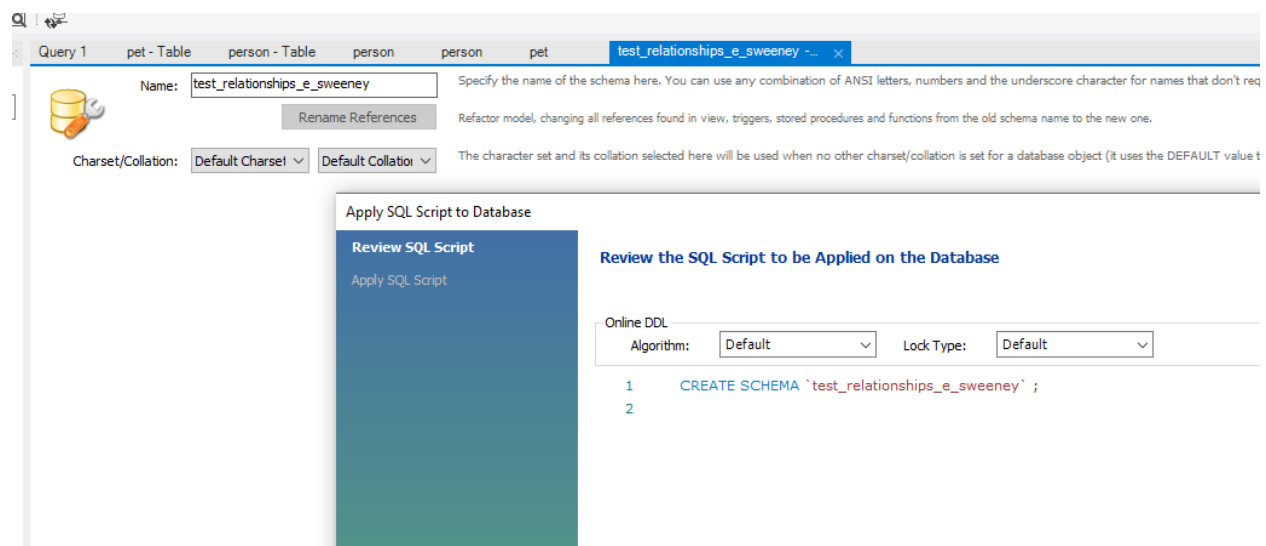 Query 1 pet - Table person - Table person person pet test_relationships_e_sweeney -...
Name: test_relationships_e_sweeney Specify the name of the schema here. You can use any combination of ANSI letters, numbers and the underscore character for names that don't req
Rename References Refactor model, changing all references found in view, triggers, stored procedures and functions from the old schema name to the new one.
Charset/Collation: Default Charset Default Collation The character set and its collation selected here will be used when no other charset/collation is set for a database object (it uses the DEFAULT value t
Apply SQL Script to Database
Review SQL Script
Apply SQL Script
Review the SQL Script to be Applied on the Database
Online DDL
Algorithm: Default Lock Type: Default
1 CREATE SCHEMA `test_relationships_e_sweeney` ;
2